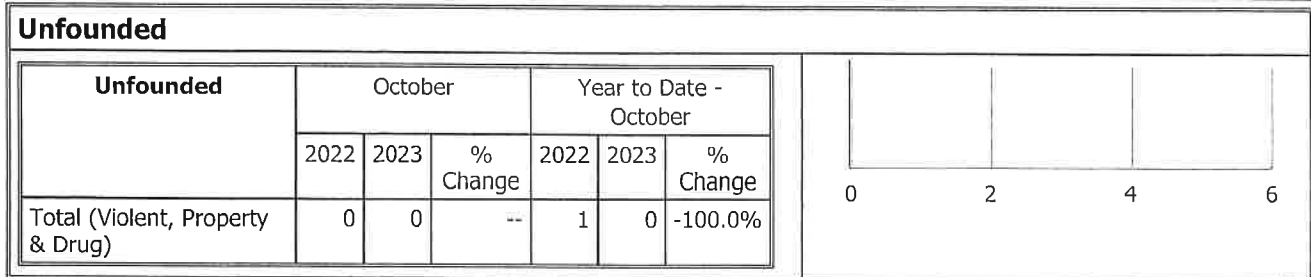 Unfounded
Unfounded October Year to Date -
October
2022 2023 % 2022 2023 %
Change Change
Total (Violent, Property 0 0 -- 1 0 -100.0%
& Drug)
0 2 4 6